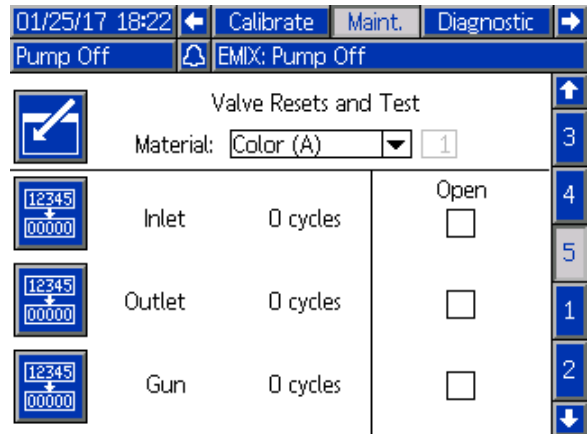 01/25/17 18:22 Calibrate Maint. Diagnostic
Pump Off EMIX: Pump Off
Valve Resets and Test
Material: Color (A) 1
3
12345
00000
Inlet 0 cycles Open
4
5
12345
00000
Outlet 0 cycles
1
12345
00000
Gun 0 cycles
2